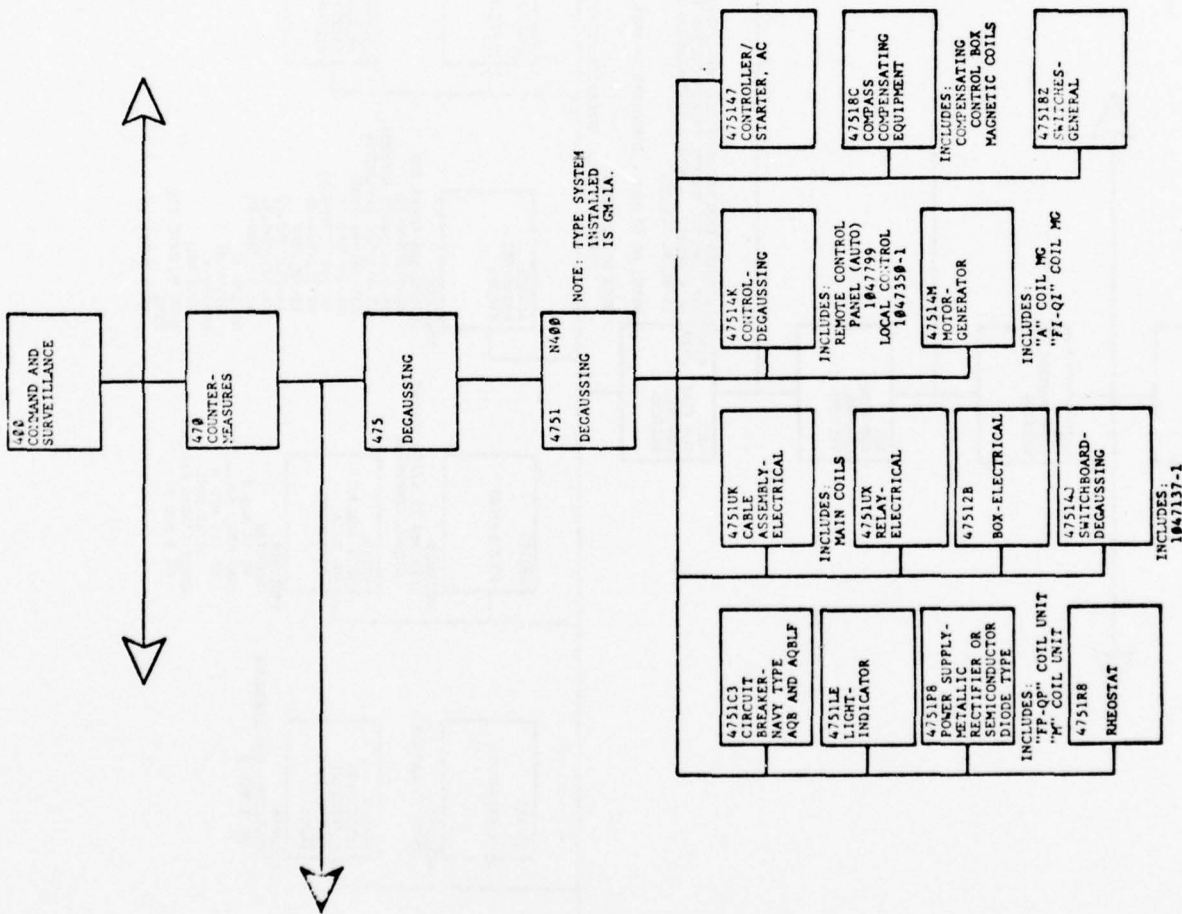 400
COMMAND AND
SURVEILLANCE
470
COUNTER-
MEASURES
475
DEGAUSSING
4751 N400
DEGAUSSING
NOTE: TYPE SYSTEM
INSTALLED
IS GM-1A.
4751C3
CIRCUIT
BREAKER-
NAVY TYPE
AQB AND AQBLF
4751LE
LIGHT-
INDICATOR
4751P8
POWER SUPPLY-
METALLIC
RECTIFIER OR
SEMICONDUCTOR
DIODE TYPE
INCLUDES:
"FP-QP" COIL UNIT
"M" COIL UNIT
4751R8
RHEOSTAT
4751UK
CABLE
ASSEMBLY-
ELECTRICAL
INCLUDES:
MAIN COILS
4751UX
RELAY-
ELECTRICAL
47512B
BOX-ELECTRICAL
47514J
SWITCHBOARD-
DEGAUSSING
INCLUDES:
1047137-1
47514K
CONTROL-
DEGAUSSING
INCLUDES:
REMOTE CONTROL
PANEL (AUTO)
1047799
LOCAL CONTROL
1047350-1
47514M
MOTOR-
GENERATOR
INCLUDES:
"A" COIL MG
"FI-QI" COIL MG
475147
CONTROLLER/
STARTER, AC
47518C
COMPASS
COMPENSATING
EQUIPMENT
INCLUDES:
COMPENSATING
CONTROL BOX
MAGNETIC COILS
47518Z
SWITCHES-
GENERAL